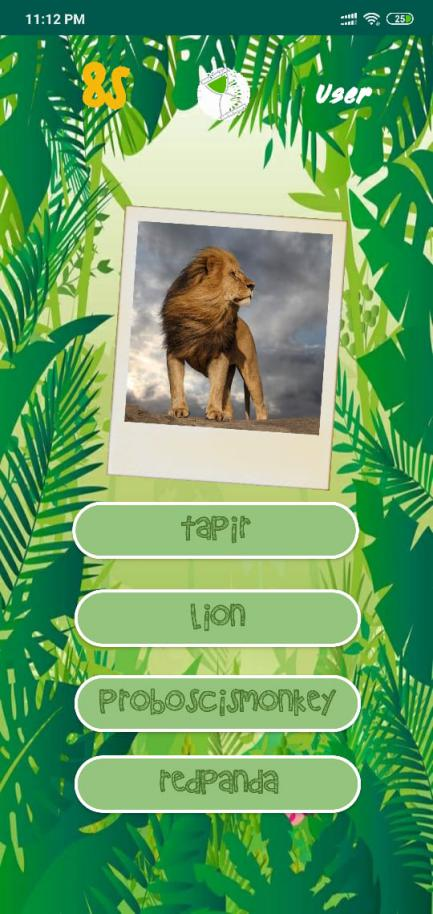 11:12 PM
25
8S
User
tapir
Lion
Proboscismonkey
redpanda